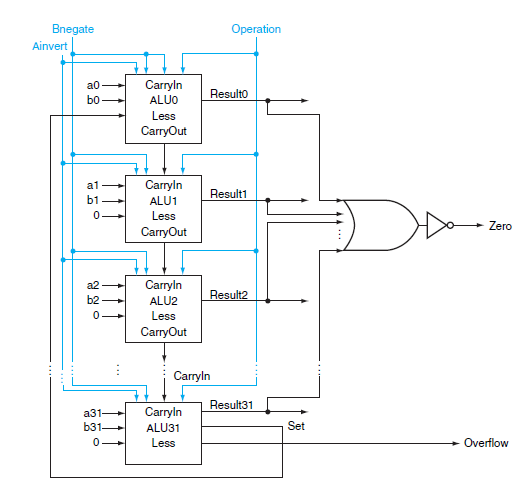 Bnegate
Operation
Ainvert
a0
CarryIn
Result0
b0
ALU0
Less
CarryOut
a1
CarryIn
Result1
b1
ALU1
0
Less
CarryOut
Zero
a2
CarryIn
Result2
b2
ALU2
0
Less
CarryOut
CarryIn
a31
CarryIn
Result31
b31
ALU31
Set
0
Less
Overflow